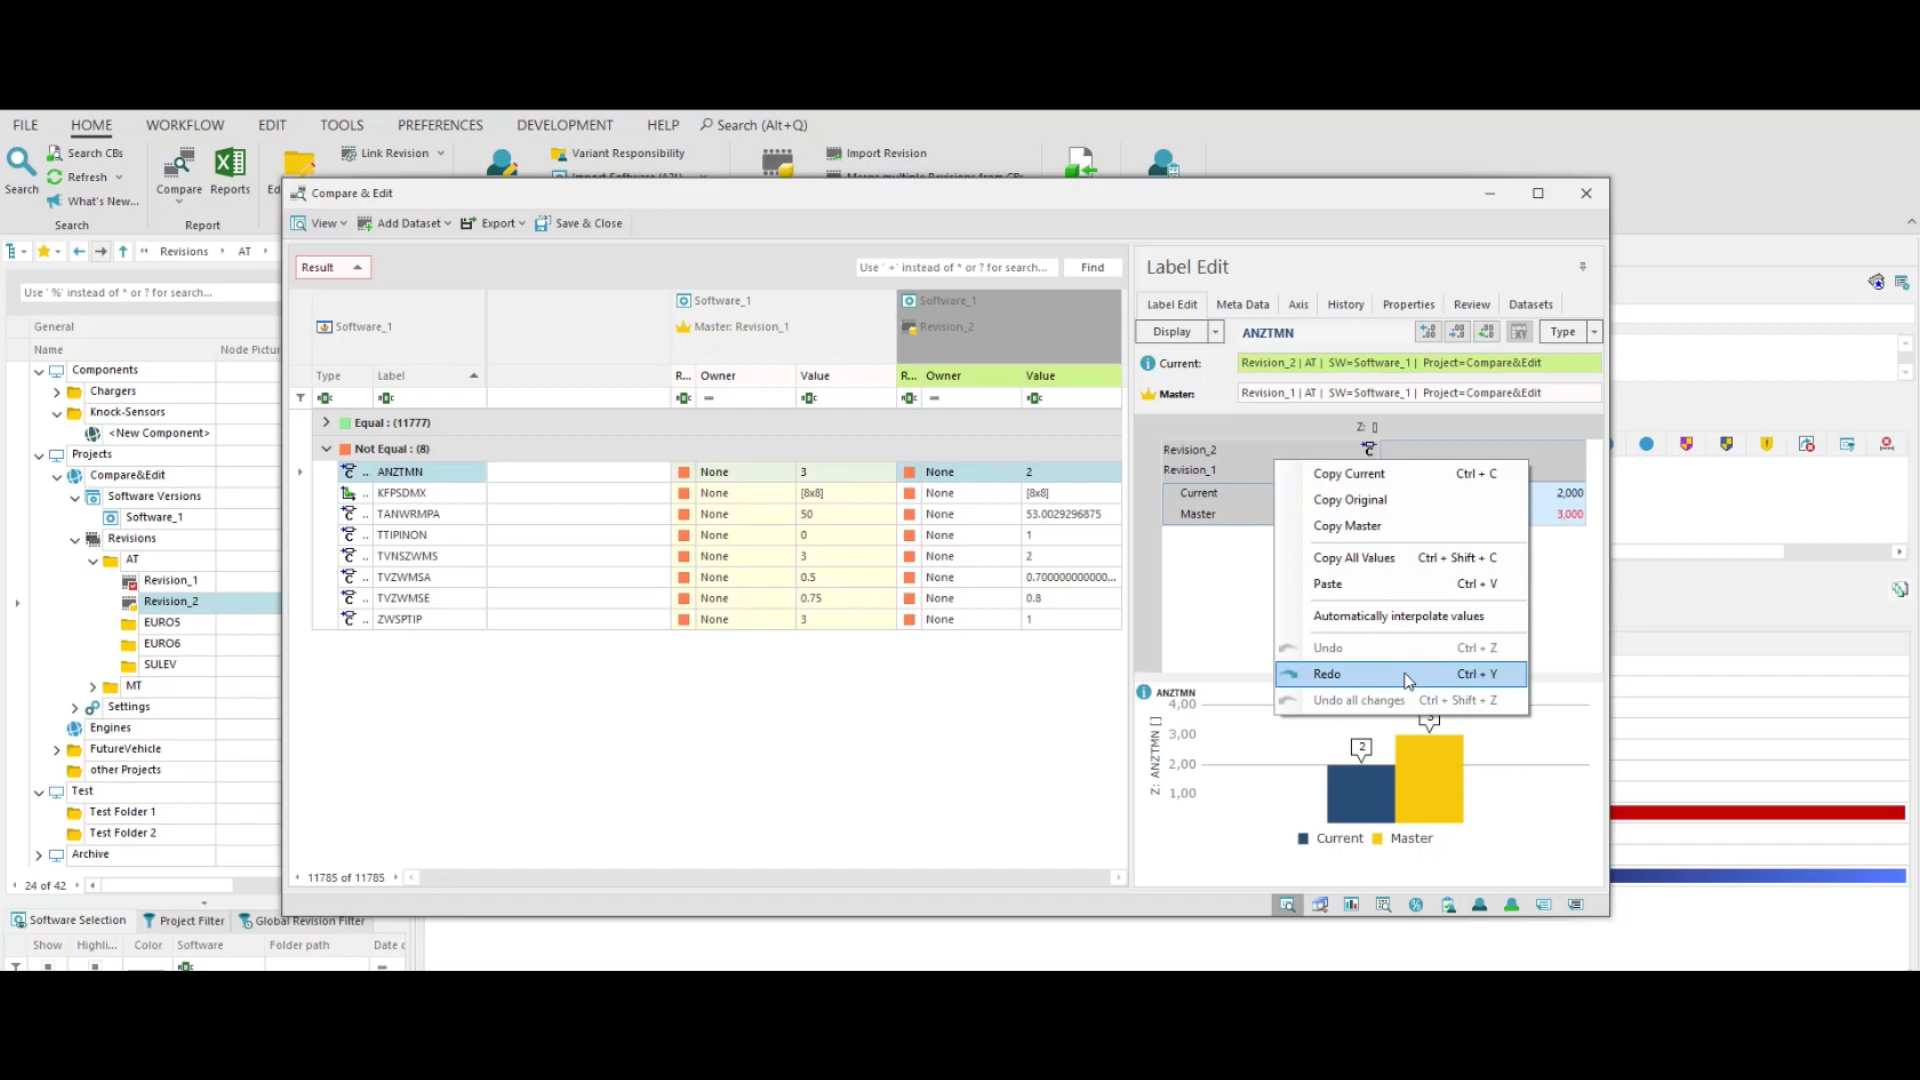 FILE HOME WORKFLOW EDIT TOOLS PREFERENCES DEVELOPMENT HELP Search (Alt+Q)
Search
Search CBs
Refresh
What's New...
Search
Compare
Reports
Report
Link Revision
Variant Responsibility
Import Revision
Revisions AT
Use ' %' instead of * or ? for search...
General
Name Node Pictur
Components
Chargers
Knock-Sensors
<New Component>
Projects
Compare&Edit
Software Versions
Software_1
Revisions
AT
Revision_1
Revision_2
EURO5
EURO6
SULEV
MT
Settings
Engines
FutureVehicle
other Projects
Test
Test Folder 1
Test Folder 2
Archive
24 of 42
Software Selection Project Filter Global Revision Filter
Show Highli... Color Software Folder path Date
Compare & Edit
View Add Dataset Export Save & Close
Result
Use ' +' instead of * or ? for search... Find
Software_1
Software_1
Master: Revision_1
Software_1
Revision_2
Type Label R... Owner Value R... Owner Value
Equal : (11777)
Not Equal : (8)
ANZTMN None 3 None 2
KFPSDMX None [8x8] None [8x8]
TANWRMPA None 50 None 53.0029296875
TTIPINON None 0 None 1
TVNSZWMS None 3 None 2
TVZWMSA None 0.5 None 0.700000000000...
TVZWMSE None 0.75 None 0.8
ZWSPTIP None 3 None 1
11785 of 11785
Label Edit
Label Edit Meta Data Axis History Properties Review Datasets
Display ANZTMN Type
Current: Revision_2 | AT | SW=Software_1 | Project=Compare&Edit
Master: Revision_1 | AT | SW=Software_1 | Project=Compare&Edit
Z: []
Revision_2
Revision_1
Current 2,000
Master 3,000
Copy Current Ctrl + C
Copy Original
Copy Master
Copy All Values Ctrl + Shift + C
Paste Ctrl + V
Automatically interpolate values
Undo Ctrl + Z
Redo Ctrl + Y
Undo all changes Ctrl + Shift + Z
ANZTMN
4,00
3,00
2,00
1,00
Z: ANZTMN []
2
3
Current Master